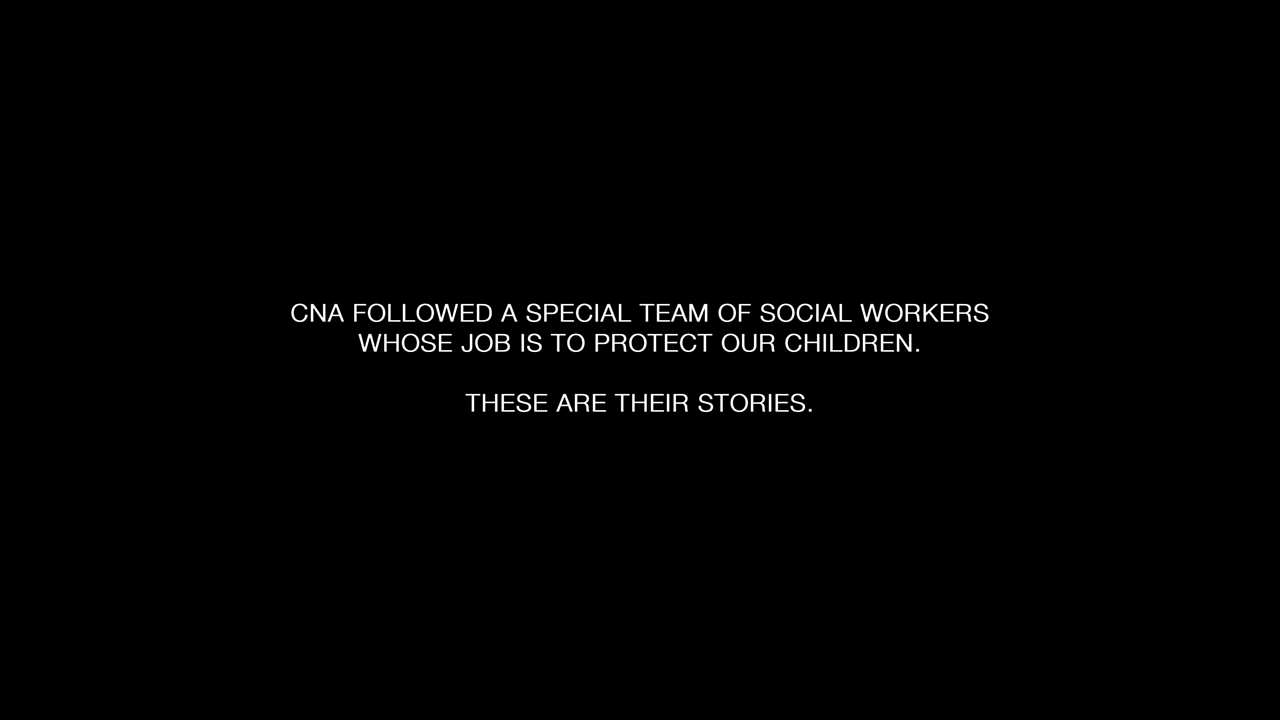 CNA FOLLOWED A SPECIAL TEAM OF SOCIAL WORKERS
WHOSE JOB IS TO PROTECT OUR CHILDREN.
THESE ARE THEIR STORIES.